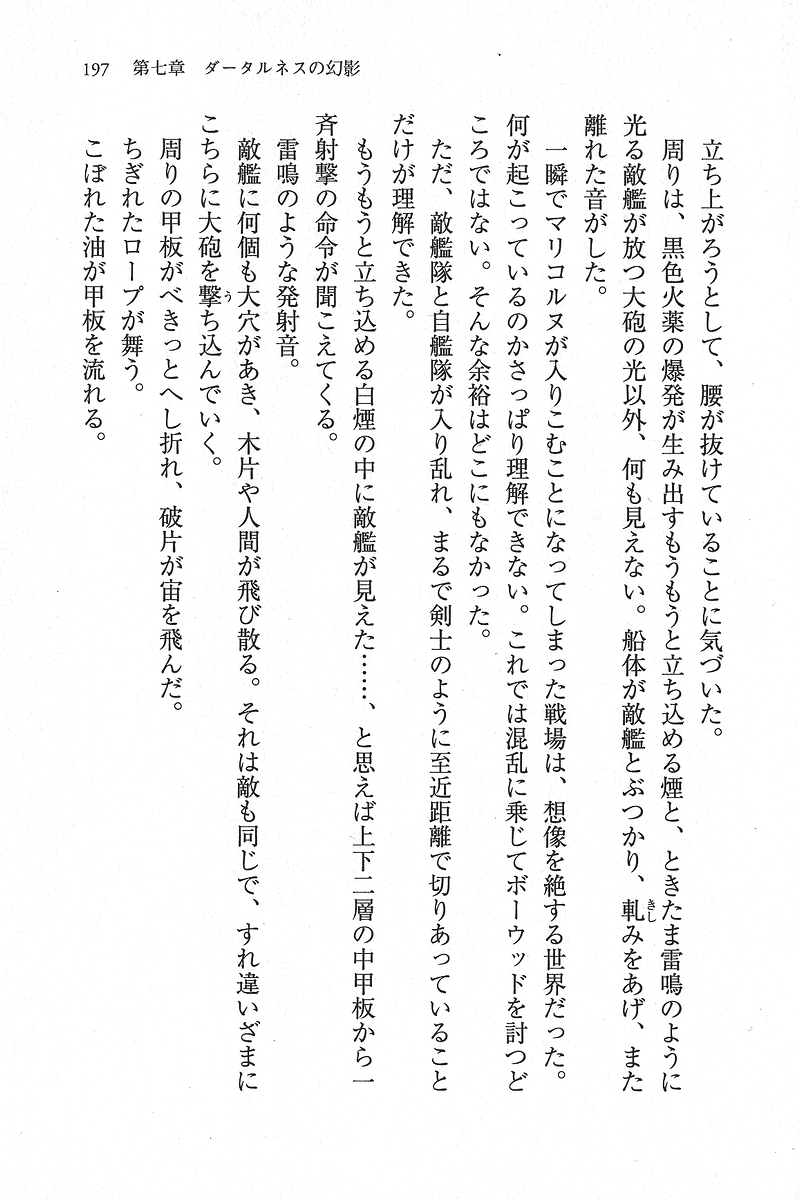 197　第七章　ダータルネスの幻影
立ち上がろうとして、腰が抜けていることに気づいた。
周りは、黒色火薬の爆発が生み出すもうもうと立ち込める煙と、ときたま雷鳴のように
光る敵艦が放つ大砲の光以外、何も見えない。船体が敵艦とぶつかり、軋みをあげ、また
離れた音がした。
一瞬でマリコルヌが入りこむことになってしまった戦場は、想像を絶する世界だった。
何が起こっているのかさっぱり理解できない。これでは混乱に乗じてボーウッドを討つど
ころではない。そんな余裕はどこにもなかった。
ただ、敵艦隊と自艦隊が入り乱れ、まるで剣士のように至近距離で切りあっていること
だけが理解できた。
もうもうと立ち込める白煙の中に敵艦が見えた……、と思えば上下二層の中甲板から一
斉射撃の命令が聞こえてくる。
雷鳴のような発射音。
敵艦に何個も大穴があき、木片や人間が飛び散る。それは敵も同じで、すれ違いざまに
こちらに大砲を撃ち込んでいく。
周りの甲板がべきっとへし折れ、破片が宙を飛んだ。
ちぎれたロープが舞う。
こぼれた油が甲板を流れる。
きし
う